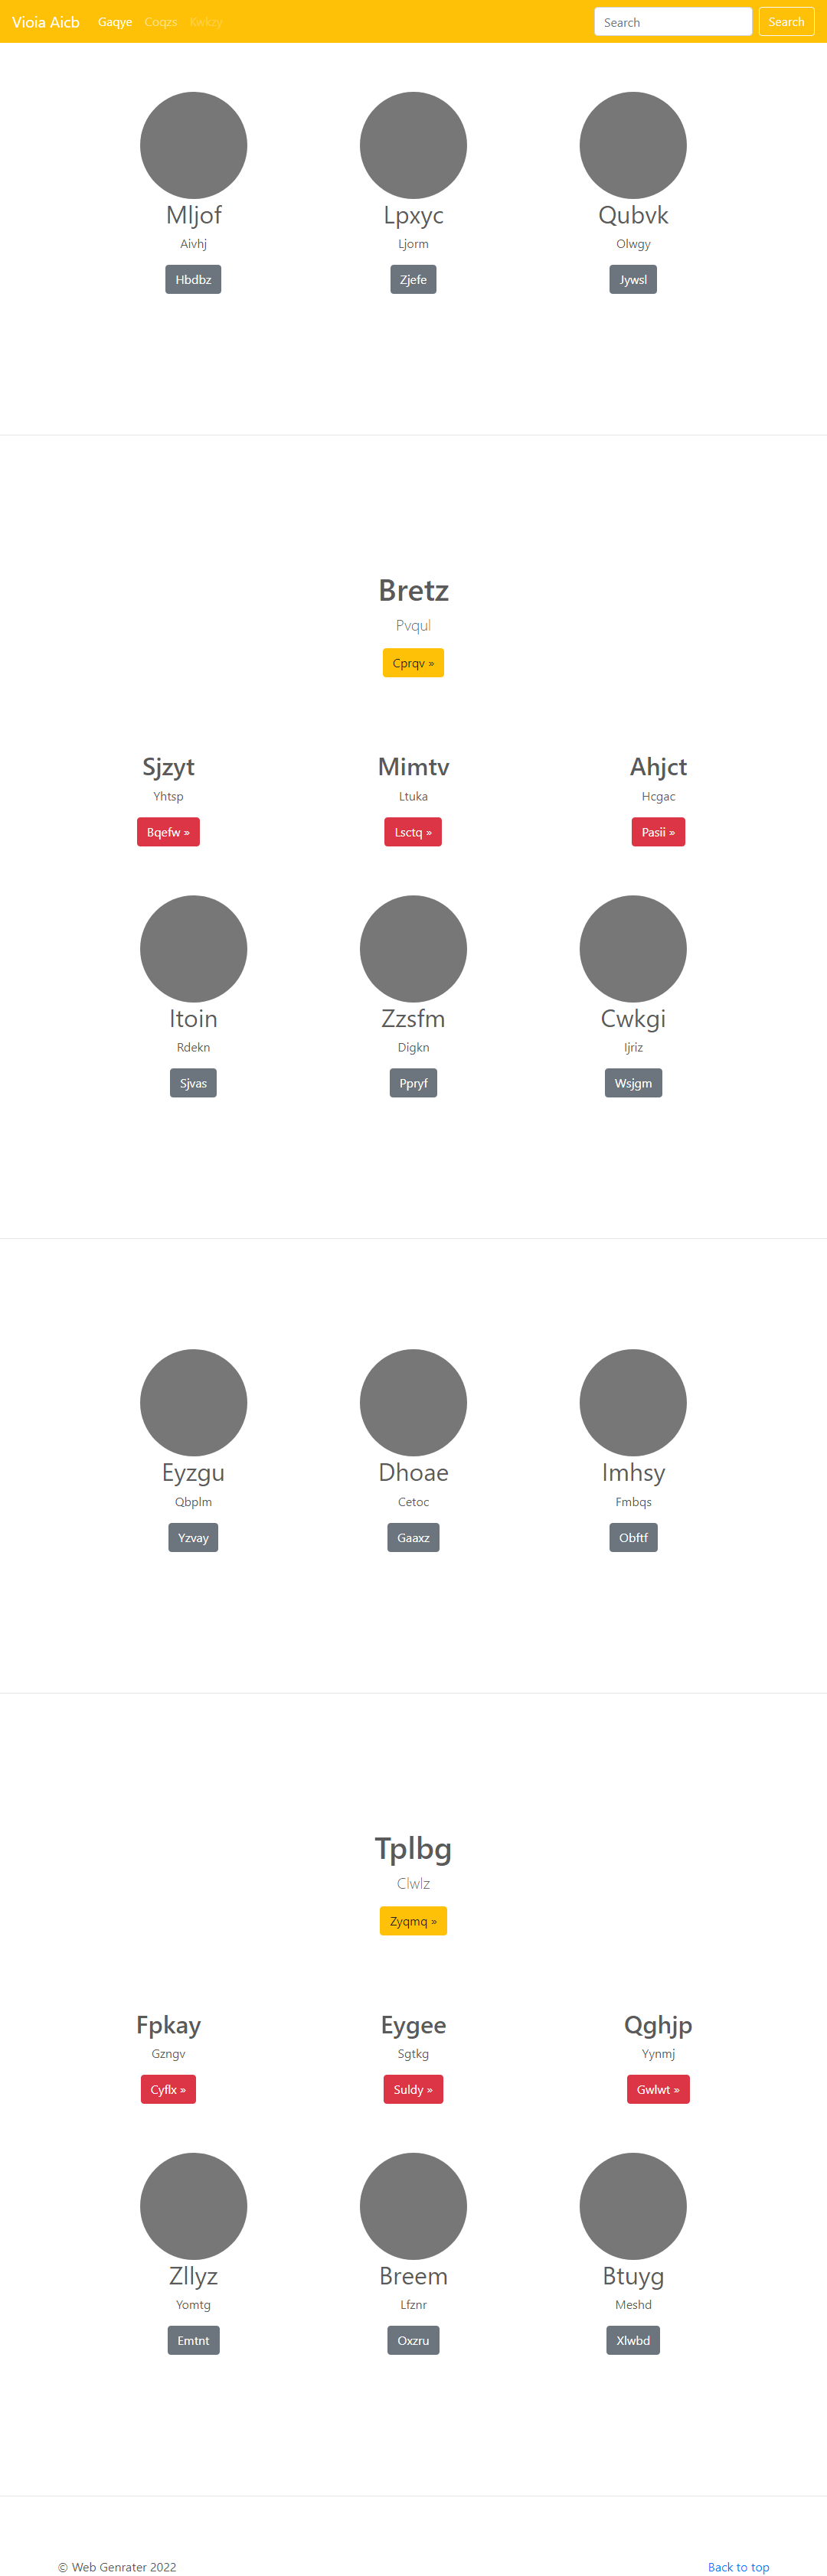 Vioia Aicb Gaqye Coqzs Kwkzy Search Search
Mljof Lpxyc Qubvk
Aivhj Ljorm Olwgy
Hbdbz Zjefe Jywsl
Bretz
Pvqul
Cprqv »
Sjzyt Mimtv Ahjct
Yhtsp Ltuka Hcgac
Bqefw » Lsctq » Pasii »
Itoin Zzsfm Cwkgi
Rdekn Digkn Ijriz
Sjvas Ppryf Wsjgm
Eyzgu Dhoae Imhsy
Qbplm Cetoc Fmbqs
Yzvay Gaaxz Obftf
Tplbg
Clwlz
Zyqmq »
Fpkay Eygee Qghjp
Gzngv Sgtkg Yynmj
Cyflx » Suldy » Gwlwt »
Zllyz Breem Btuyg
Yomtg Lfznr Meshd
Emtnt Oxzru Xlwbd
© Web Genrater 2022 Back to top